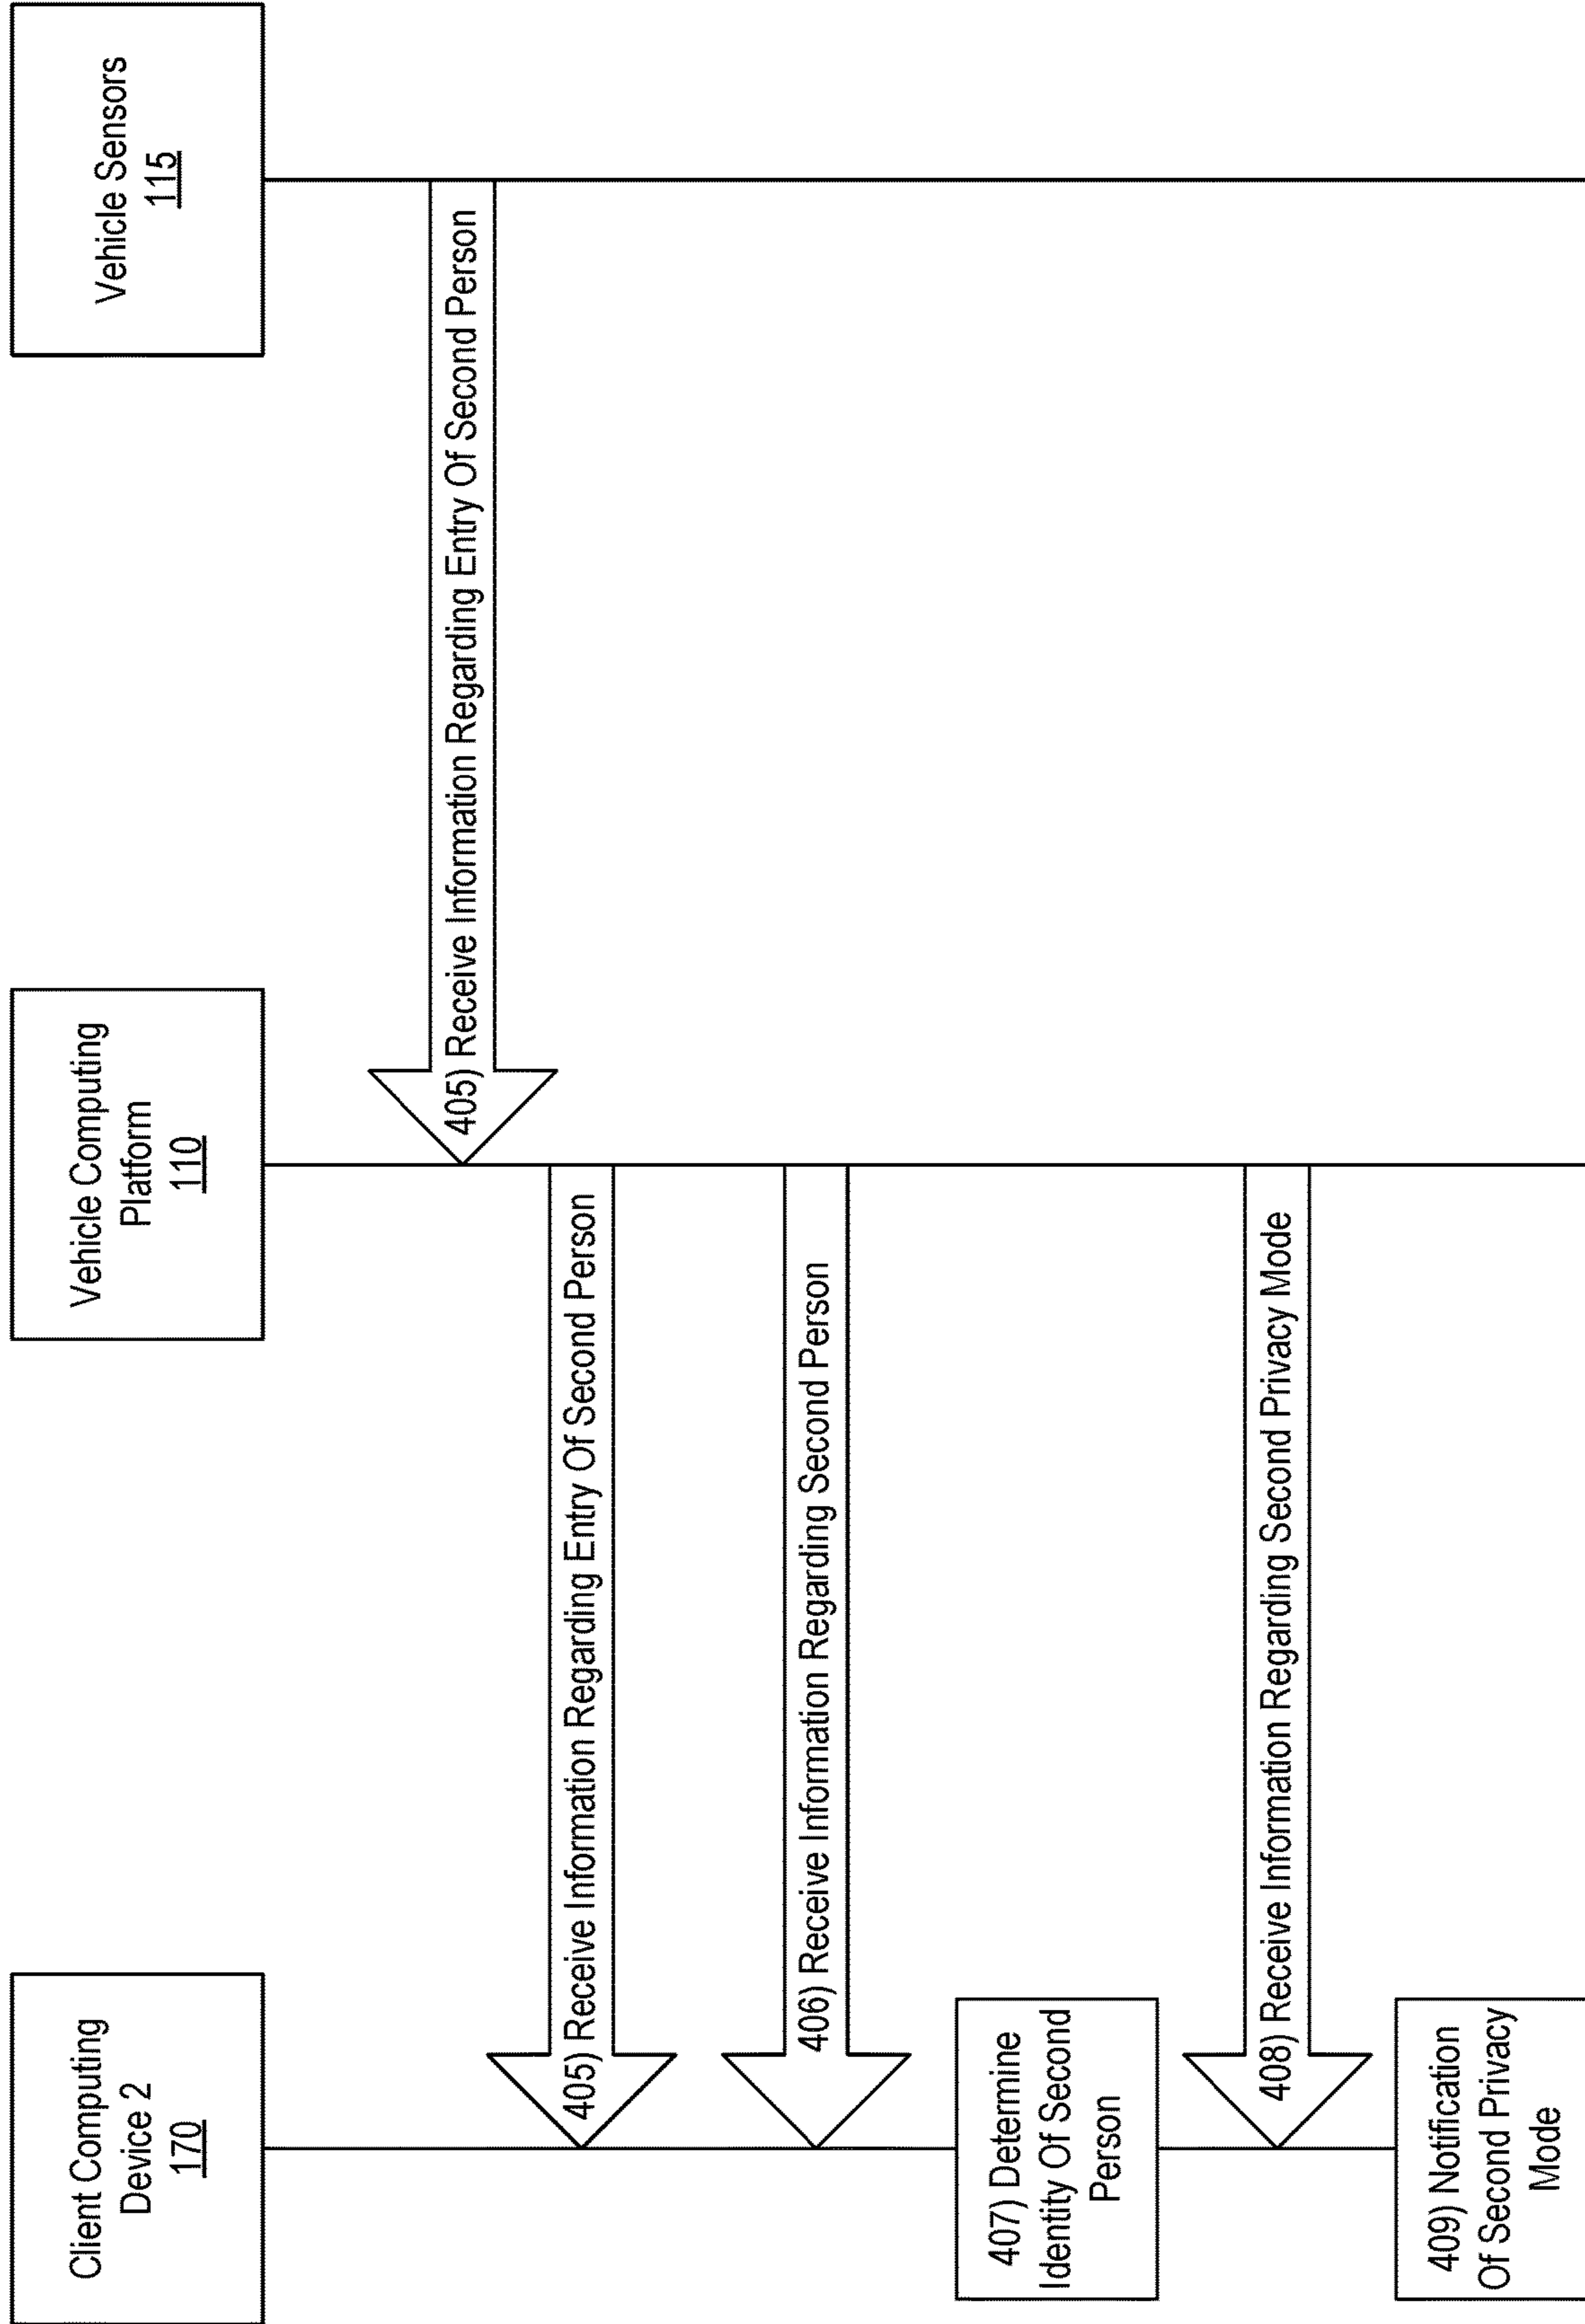 Client Computing
Device 2
170
Vehicle Computing
Platform
110
Vehicle Sensors
115
405) Receive Information Regarding Entry Of Second Person
405) Receive Information Regarding Entry Of Second Person
406) Receive Information Regarding Second Person
407) Determine
Identity Of Second
Person
408) Receive Information Regarding Second Privacy Mode
409) Notification
Of Second Privacy
Mode